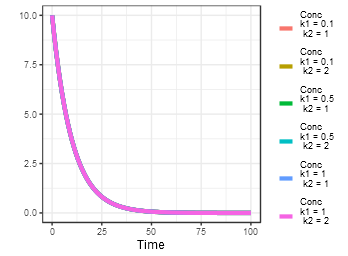 10.0
7.5
5.0
2.5
0.0
0
25
50
75
100
Time
Conc
k1 = 0.1
k2 = 1
Conc
k1 = 0.1
k2 = 2
Conc
k1 = 0.5
k2 = 1
Conc
k1 = 0.5
k2 = 2
Conc
k1 = 1
k2 = 1
Conc
k1 = 1
k2 = 2